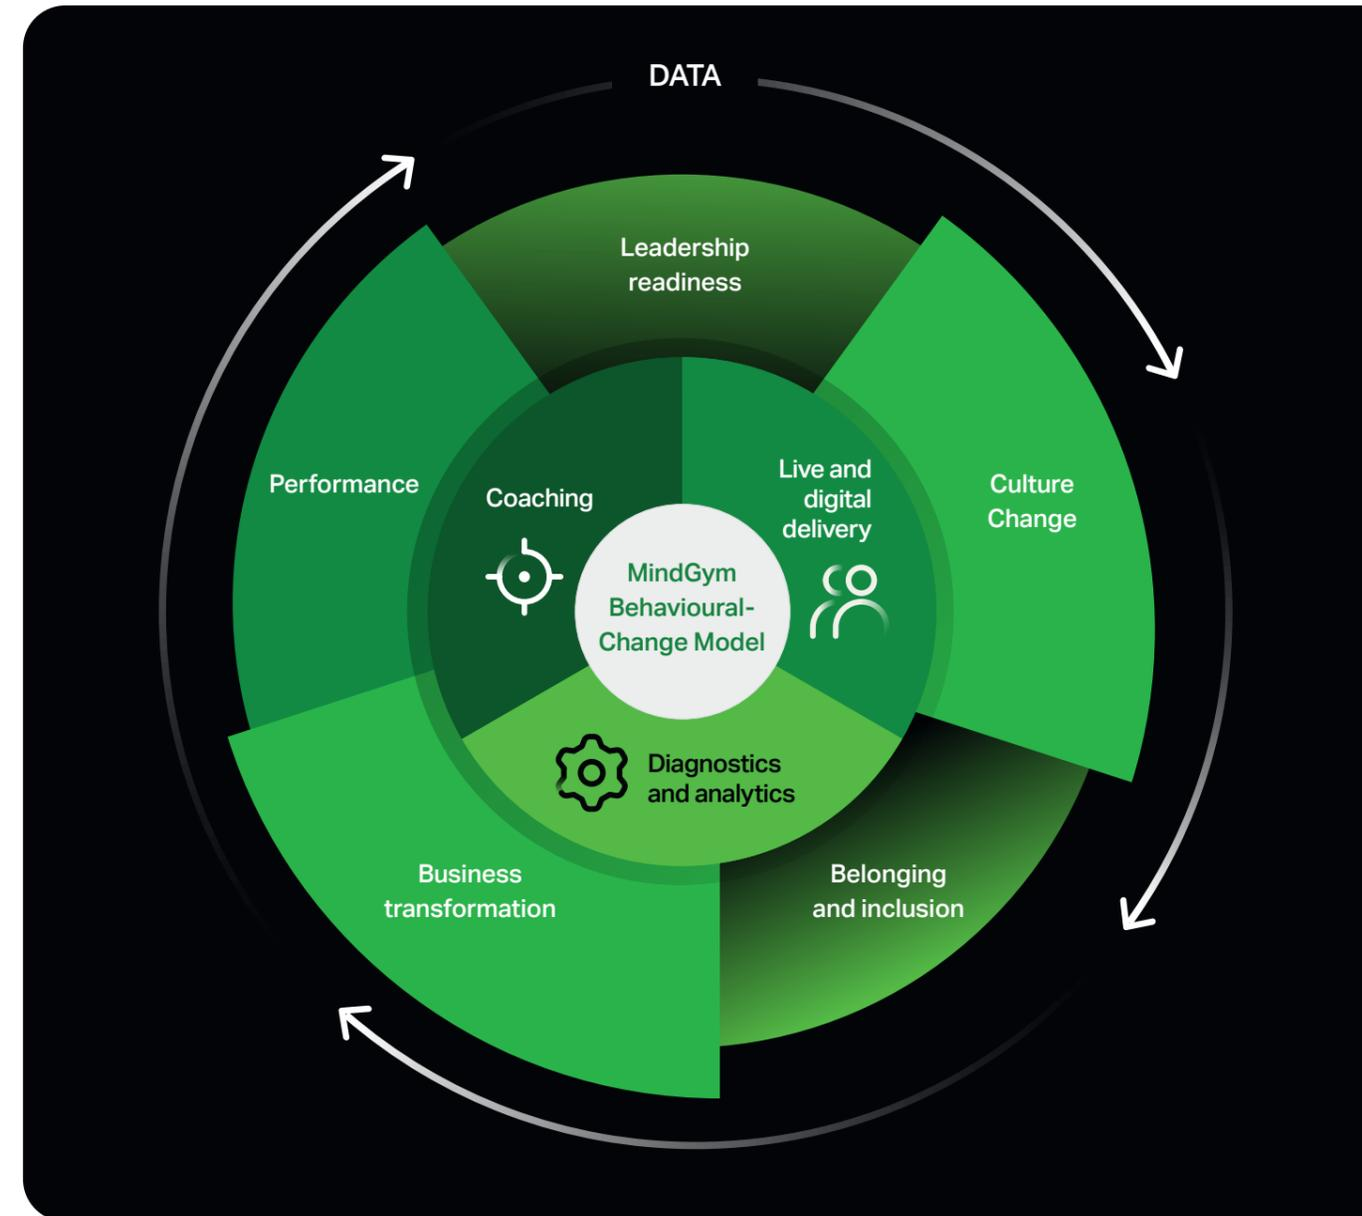 DATA
Leadership
readiness
Performance
Coaching
Live and
digital
delivery
Culture
Change
MindGym
Behavioural-
Change Model
Diagnostics
and analytics
Business
transformation
Belonging
and inclusion